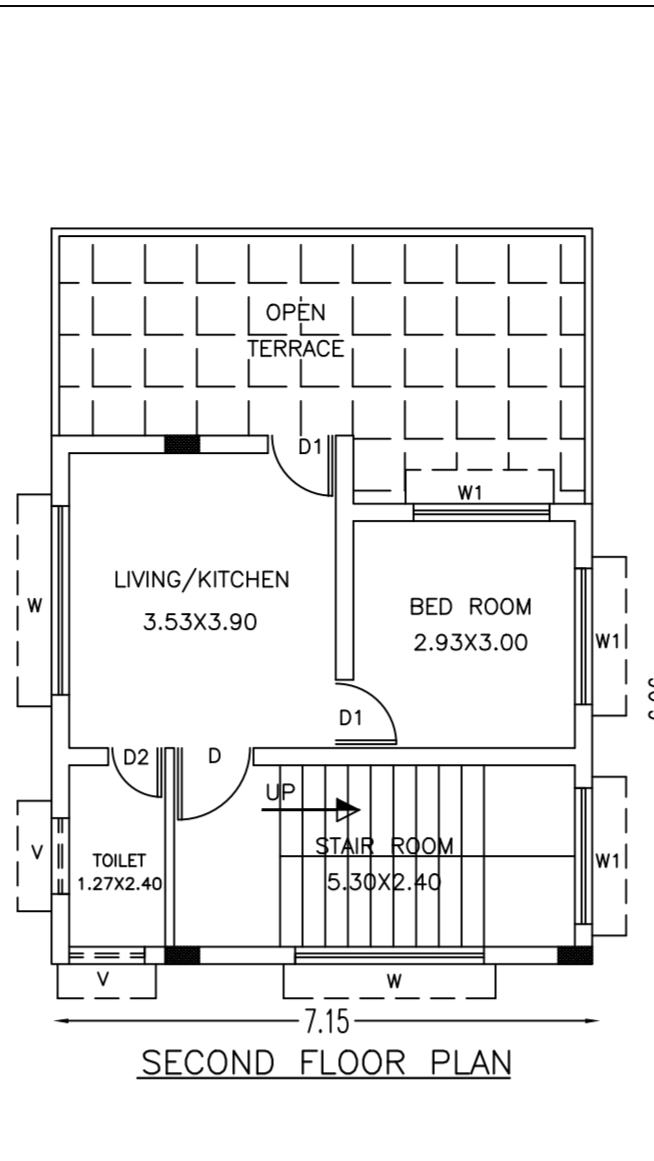 OPEN
TERRACE
D1
W1
LIVING/KITCHEN
3.53X3.90
W
BED ROOM
2.93X3.00
W1
D1
D2
D
UP
STAIR ROOM
5.30X2.40
V
TOILET
1.27X2.40
W1
V
W
7.15
SECOND FLOOR PLAN